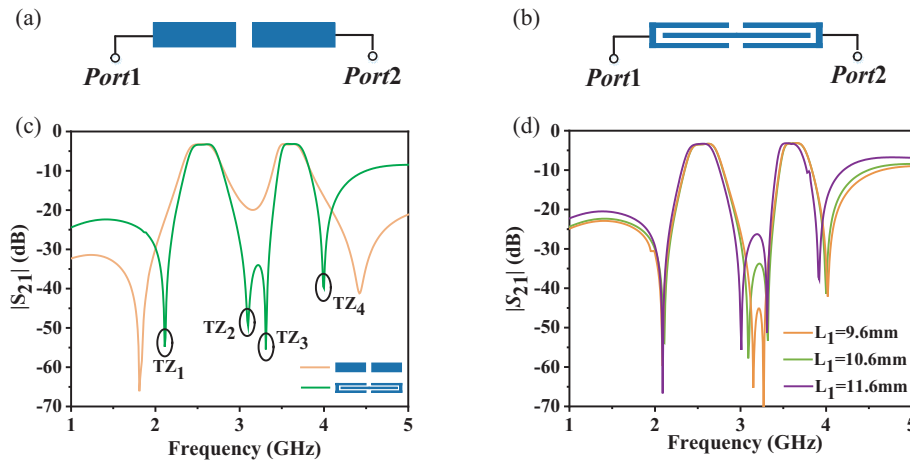 (a)
Port1
Port2
(b)
Port1
Port2
(c)
0
-10
-20
-30
-40
-50
-60
-70
|S21| (dB)
TZ1
TZ2
TZ3
TZ4
1 2 3 4 5
Frequency (GHz)
(d)
0
-10
-20
-30
-40
-50
-60
-70
|S21| (dB)
L1=9.6mm
L1=10.6mm
L1=11.6mm
1 2 3 4 5
Frequency (GHz)